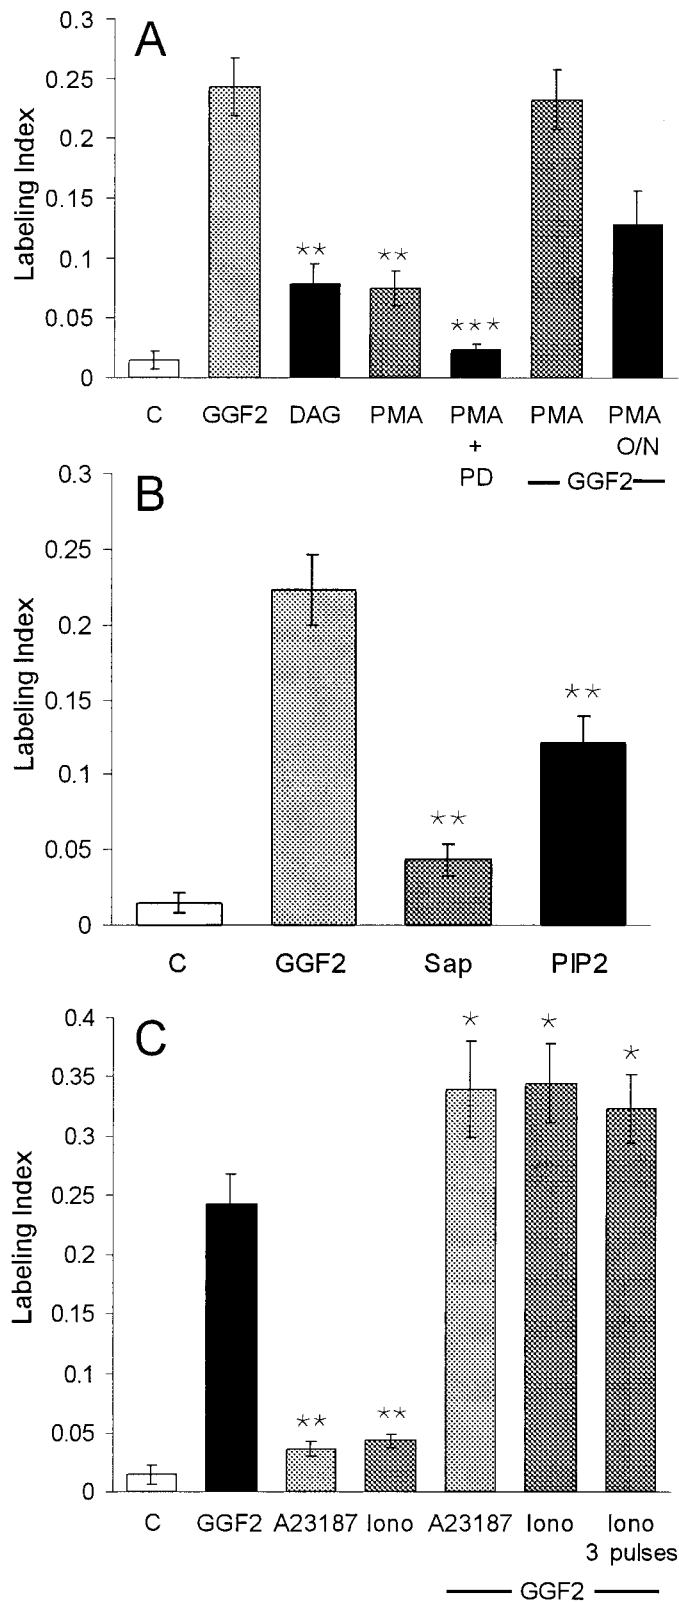 A
Labeling Index
0.3
0.25
0.2
0.15
0.1
0.05
0
** ** ***
C GGF2 DAG PMA PMA PMA PMA
+ O/N
PD GGF2
B
Labeling Index
0.3
0.25
0.2
0.15
0.1
0.05
0
**
**
C GGF2 Sap PIP2
C
Labeling Index
0.4
0.35
0.3
0.25
0.2
0.15
0.1
0.05
0
* * *
** **
C GGF2 A23187 Iono A23187 Iono Iono
3 pulses
GGF2